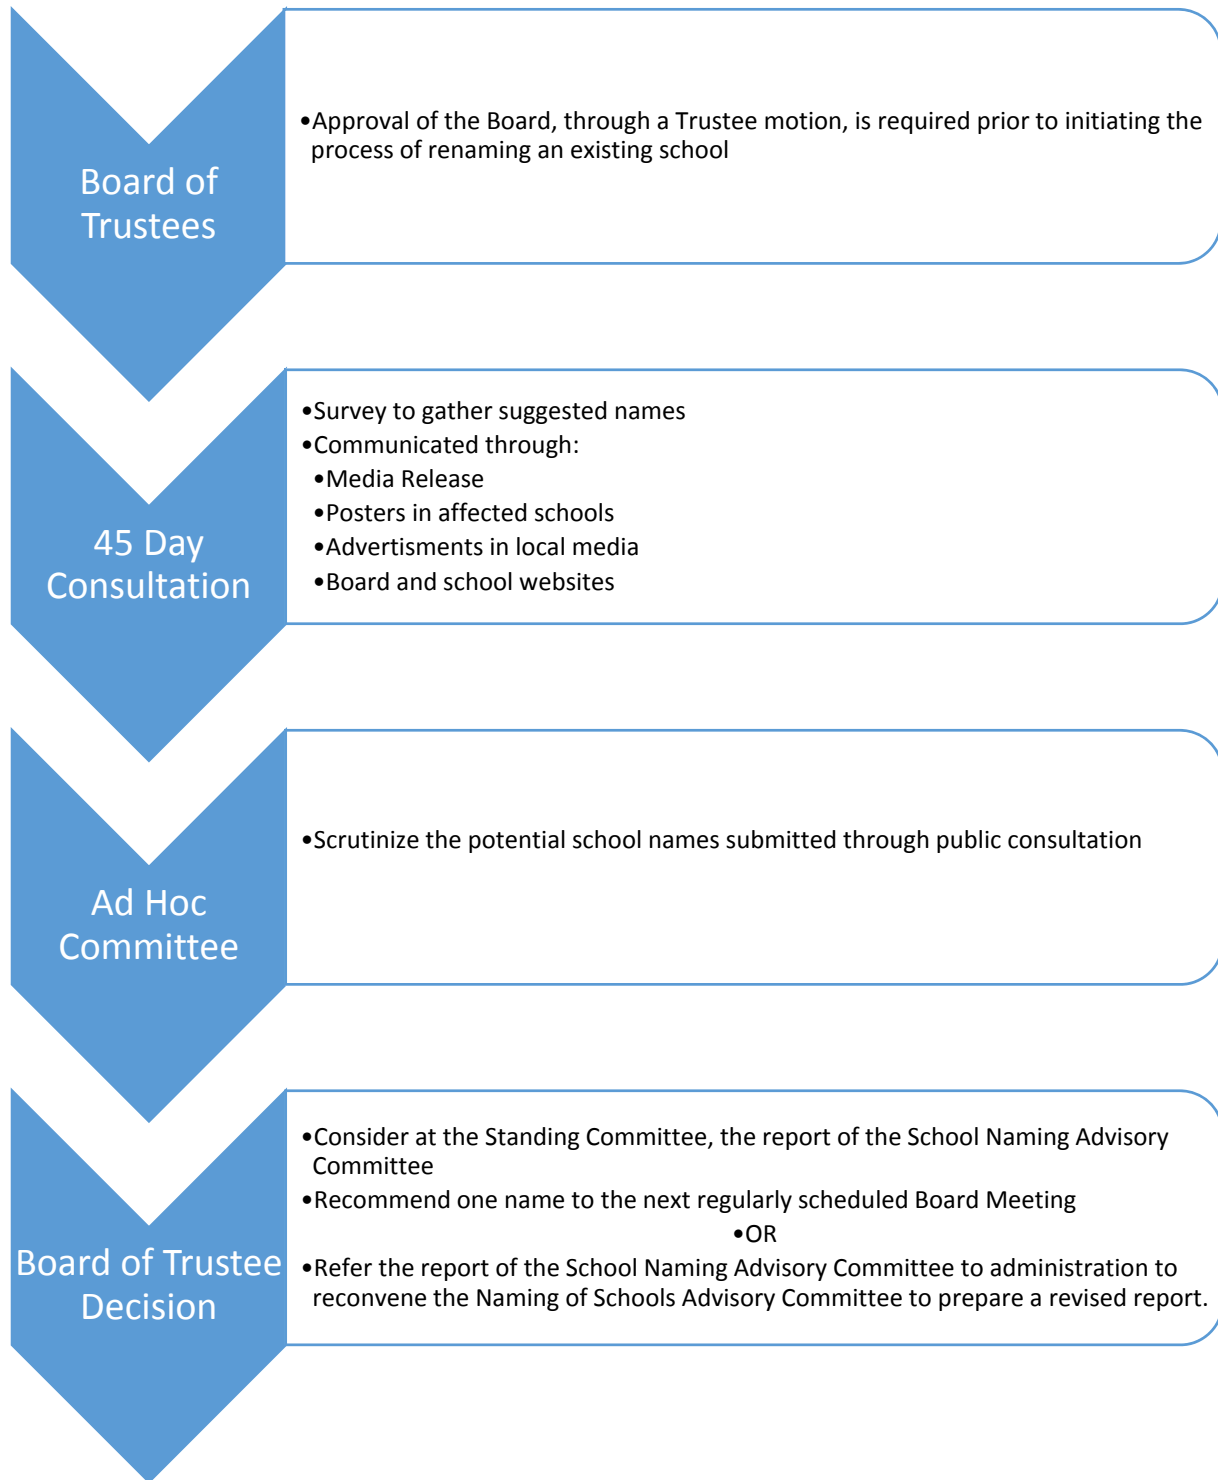 Board of
Trustees
•Approval of the Board, through a Trustee motion, is required prior to initiating the
process of renaming an existing school
45 Day
Consultation
•Survey to gather suggested names
•Communicated through:
•Media Release
•Posters in affected schools
•Advertisments in local media
•Board and school websites
Ad Hoc
Committee
•Scrutinize the potential school names submitted through public consultation
Board of Trustee
Decision
•Consider at the Standing Committee, the report of the School Naming Advisory
Committee
•Recommend one name to the next regularly scheduled Board Meeting
•OR
•Refer the report of the School Naming Advisory Committee to administration to
reconvene the Naming of Schools Advisory Committee to prepare a revised report.